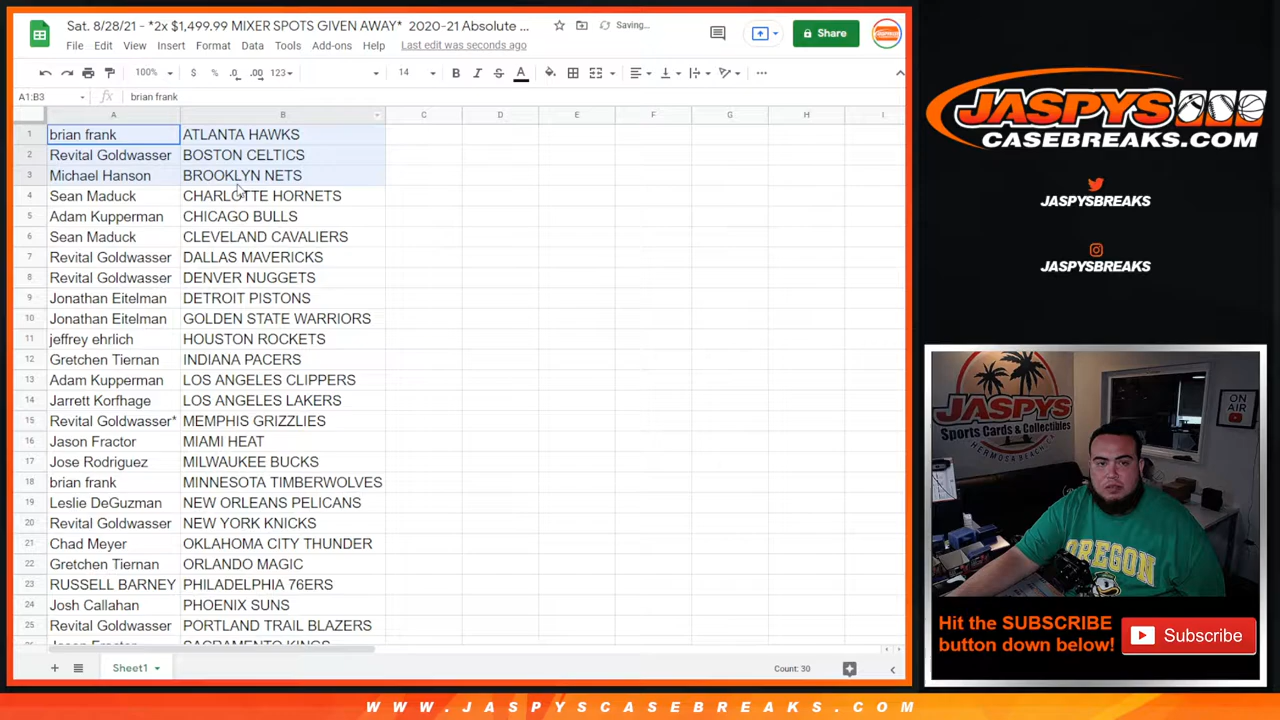 Sat. 8/28/21 - *2x $1,499.99 MIXER SPOTS GIVEN AWAY* 2020-21 Absolute ...
Saving...
Share
File Edit View Insert Format Data Tools Add-ons Help Last edit was seconds ago
100% $ % .0 .00 123 14 B I S A
A1:B3 fx brian frank
A B C D E F G H I
1 brian frank ATLANTA HAWKS
2 Revital Goldwasser BOSTON CELTICS
3 Michael Hanson BROOKLYN NETS
4 Sean Maduck CHARLOTTE HORNETS
5 Adam Kupperman CHICAGO BULLS
6 Sean Maduck CLEVELAND CAVALIERS
7 Revital Goldwasser DALLAS MAVERICKS
8 Revital Goldwasser DENVER NUGGETS
9 Jonathan Eitelman DETROIT PISTONS
10 Jonathan Eitelman GOLDEN STATE WARRIORS
11 jeffrey ehrlich HOUSTON ROCKETS
12 Gretchen Tiernan INDIANA PACERS
13 Adam Kupperman LOS ANGELES CLIPPERS
14 Jarrett Korfhage LOS ANGELES LAKERS
15 Revital Goldwasser* MEMPHIS GRIZZLIES
16 Jason Fractor MIAMI HEAT
17 Jose Rodriguez MILWAUKEE BUCKS
18 brian frank MINNESOTA TIMBERWOLVES
19 Leslie DeGuzman NEW ORLEANS PELICANS
20 Revital Goldwasser NEW YORK KNICKS
21 Chad Meyer OKLAHOMA CITY THUNDER
22 Gretchen Tiernan ORLANDO MAGIC
23 RUSSELL BARNEY PHILADELPHIA 76ERS
24 Josh Callahan PHOENIX SUNS
25 Revital Goldwasser PORTLAND TRAIL BLAZERS
26 Jason Fractor SACRAMENTO KINGS
Sheet1
Count: 30
JASPYS
CASEBREAKS.COM
JASPYSBREAKS
JASPYSBREAKS
JASPYS
Sports Cards & Collectibles
HERMOSA BEACH
ON AIR
OREGON
Hit the SUBSCRIBE
button down below!
Subscribe
WWW.JASPYSCASEBREAKS.COM